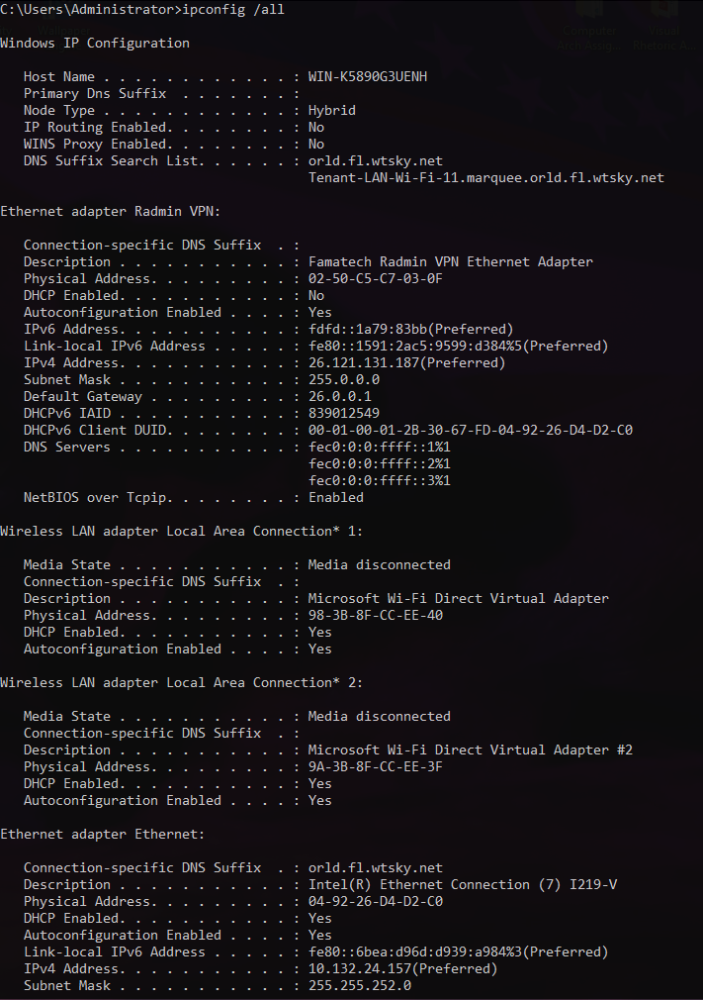 C:\Users\Administrator>ipconfig /all
Windows IP Configuration
Host Name . . . . . . . . . . . . : WIN-K5890G3UENH
Primary Dns Suffix  . . . . . . . :
Node Type . . . . . . . . . . . . : Hybrid
IP Routing Enabled. . . . . . . . : No
WINS Proxy Enabled. . . . . . . . : No
DNS Suffix Search List. . . . . . : orld.fl.wtsky.net
Tenant-LAN-Wi-Fi-11.marquee.orld.fl.wtsky.net
Ethernet adapter Radmin VPN:
Connection-specific DNS Suffix  . :
Description . . . . . . . . . . . : Famatech Radmin VPN Ethernet Adapter
Physical Address. . . . . . . . . : 02-50-C5-C7-03-0F
DHCP Enabled. . . . . . . . . . . : No
Autoconfiguration Enabled . . . . : Yes
IPv6 Address. . . . . . . . . . . : fdfd::1a79:83bb(Preferred)
Link-local IPv6 Address . . . . . : fe80::1591:2ac5:9599:d384%5(Preferred)
IPv4 Address. . . . . . . . . . . : 26.121.131.187(Preferred)
Subnet Mask . . . . . . . . . . . : 255.0.0.0
Default Gateway . . . . . . . . . : 26.0.0.1
DHCPv6 IAID . . . . . . . . . . . : 839012549
DHCPv6 Client DUID. . . . . . . . : 00-01-00-01-2B-30-67-FD-04-92-26-D4-D2-C0
DNS Servers . . . . . . . . . . . : fec0:0:0:ffff::1%1
fec0:0:0:ffff::2%1
fec0:0:0:ffff::3%1
NetBIOS over Tcpip. . . . . . . . : Enabled
Wireless LAN adapter Local Area Connection* 1:
Media State . . . . . . . . . . . : Media disconnected
Connection-specific DNS Suffix  . :
Description . . . . . . . . . . . : Microsoft Wi-Fi Direct Virtual Adapter
Physical Address. . . . . . . . . : 98-3B-8F-CC-EE-40
DHCP Enabled. . . . . . . . . . . : Yes
Autoconfiguration Enabled . . . . : Yes
Wireless LAN adapter Local Area Connection* 2:
Media State . . . . . . . . . . . : Media disconnected
Connection-specific DNS Suffix  . :
Description . . . . . . . . . . . : Microsoft Wi-Fi Direct Virtual Adapter #2
Physical Address. . . . . . . . . : 9A-3B-8F-CC-EE-3F
DHCP Enabled. . . . . . . . . . . : Yes
Autoconfiguration Enabled . . . . : Yes
Ethernet adapter Ethernet:
Connection-specific DNS Suffix  . : orld.fl.wtsky.net
Description . . . . . . . . . . . : Intel(R) Ethernet Connection (7) I219-V
Physical Address. . . . . . . . . : 04-92-26-D4-D2-C0
DHCP Enabled. . . . . . . . . . . : Yes
Autoconfiguration Enabled . . . . : Yes
Link-local IPv6 Address . . . . . : fe80::6bea:d96d:d939:a984%3(Preferred)
IPv4 Address. . . . . . . . . . . : 10.132.24.157(Preferred)
Subnet Mask . . . . . . . . . . . : 255.255.252.0